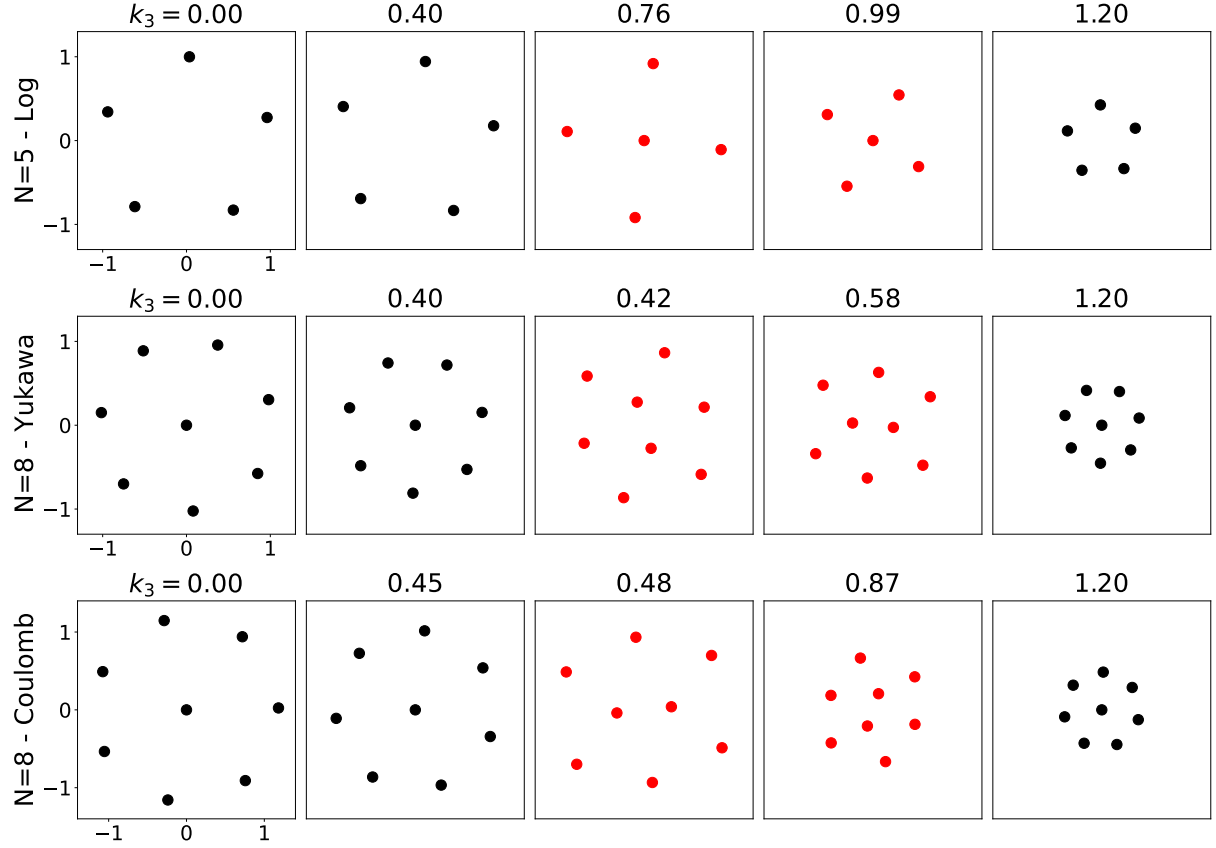 k₃ = 0.00 0.40 0.76 0.99 1.20
N=5 - Log
1
0
−1
−1 0 1
k₃ = 0.00 0.40 0.42 0.58 1.20
N=8 - Yukawa
1
0
−1
−1 0 1
k₃ = 0.00 0.45 0.48 0.87 1.20
N=8 - Coulomb
1
0
−1
−1 0 1